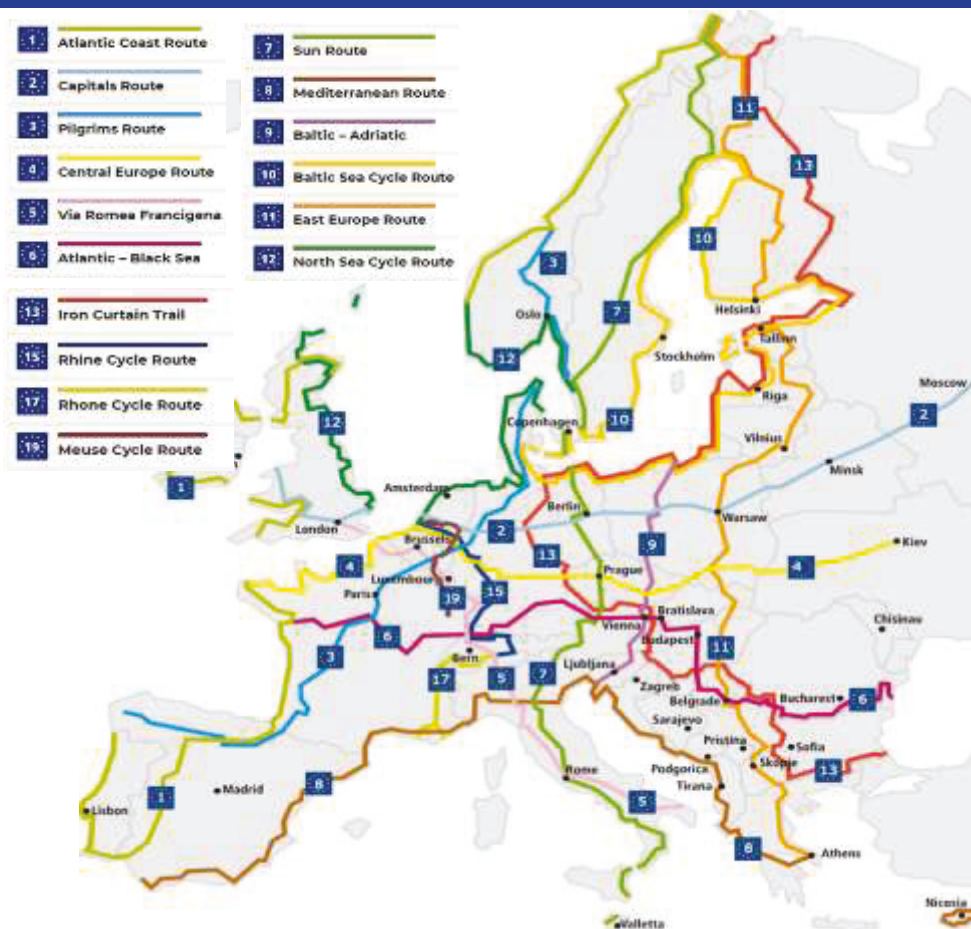 1 Atlantic Coast Route
2 Capitals Route
3 Pilgrims Route
4 Central Europe Route
5 Via Romea Francigena
6 Atlantic – Black Sea
13 Iron Curtain Trail
15 Rhine Cycle Route
17 Rhone Cycle Route
19 Meuse Cycle Route
7 Sun Route
8 Mediterranean Route
9 Baltic – Adriatic
10 Baltic Sea Cycle Route
11 East Europe Route
12 North Sea Cycle Route
11
13
10
3
7
Oslo
Helsinki
Tallinn
12
Stockholm
Riga
Moscow
2
12
Copenhagen
10
Vilnius
Minsk
1
Amsterdam
Berlin
Warsaw
London
2
Brussels
13
9
Kiev
4
Luxembourg
Prague
4
Paris
19
15
Bratislava
Vienna
Chisinau
6
Budapest
3
Bern
11
17
5
7
Ljubljana
Zagreb
Belgrade
Bucharest
6
Sarajevo
Pristina
Sofia
Skopje
13
Podgorica
Rome
Tirana
8
Madrid
1
Lisbon
5
8
Athens
Nicosia
Valletta